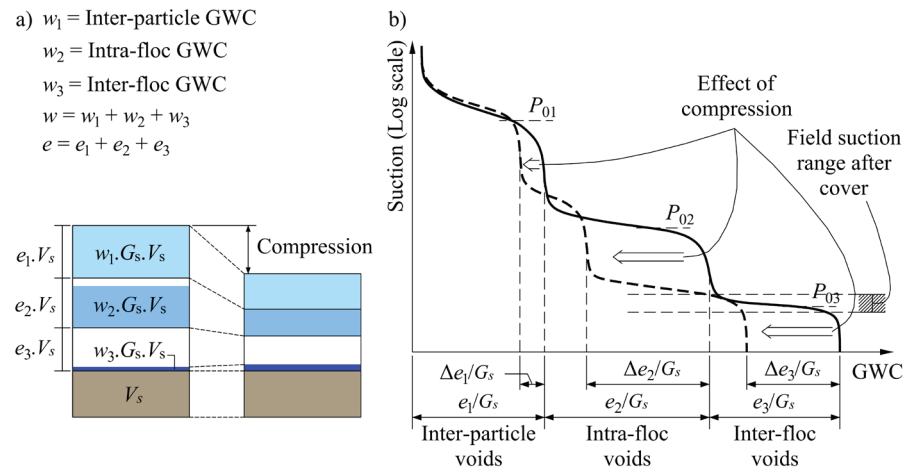 a)
w₁ = Inter-particle GWC
w₂ = Intra-floc GWC
w₃ = Inter-floc GWC
w = w₁ + w₂ + w₃
e = e₁ + e₂ + e₃
e₁.Vₛ
w₁.Gₛ.Vₛ
Compression
e₂.Vₛ
w₂.Gₛ.Vₛ
e₃.Vₛ
w₃.Gₛ.Vₛ
Vₛ
b)
Suction (Log scale)
P₀₁
P₀₂
P₀₃
Effect of
compression
Field suction
range after
cover
GWC
Δe₁/Gₛ
Δe₂/Gₛ
Δe₃/Gₛ
e₁/Gₛ
e₂/Gₛ
e₃/Gₛ
Inter-particle
voids
Intra-floc
voids
Inter-floc
voids